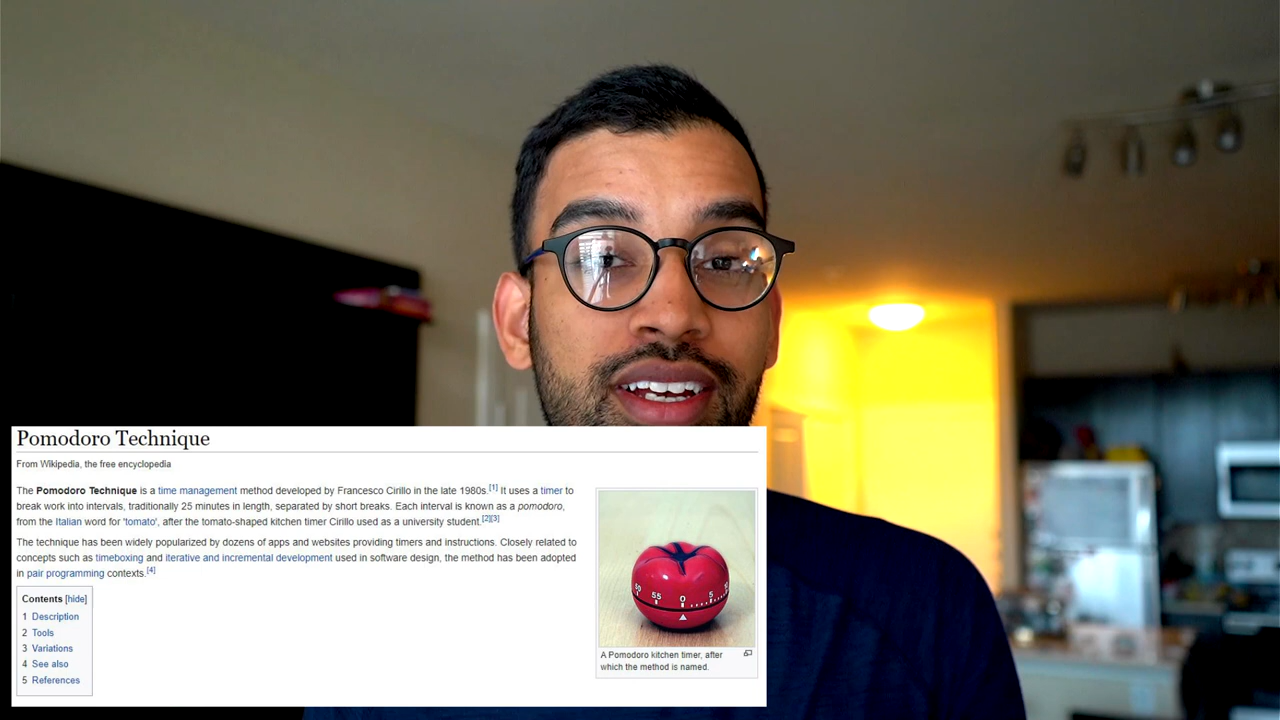 Pomodoro Technique
From Wikipedia, the free encyclopedia
The Pomodoro Technique is a time management method developed by Francesco Cirillo in the late 1980s.[1] It uses a timer to
break work into intervals, traditionally 25 minutes in length, separated by short breaks. Each interval is known as a pomodoro,
from the Italian word for 'tomato', after the tomato-shaped kitchen timer Cirillo used as a university student.[2][3]
The technique has been widely popularized by dozens of apps and websites providing timers and instructions. Closely related to
concepts such as timeboxing and iterative and incremental development used in software design, the method has been adopted
in pair programming contexts.[4]
Contents [hide]
1 Description
2 Tools
3 Variations
4 See also
5 References
50 55 0 5
A Pomodoro kitchen timer, after
which the method is named.